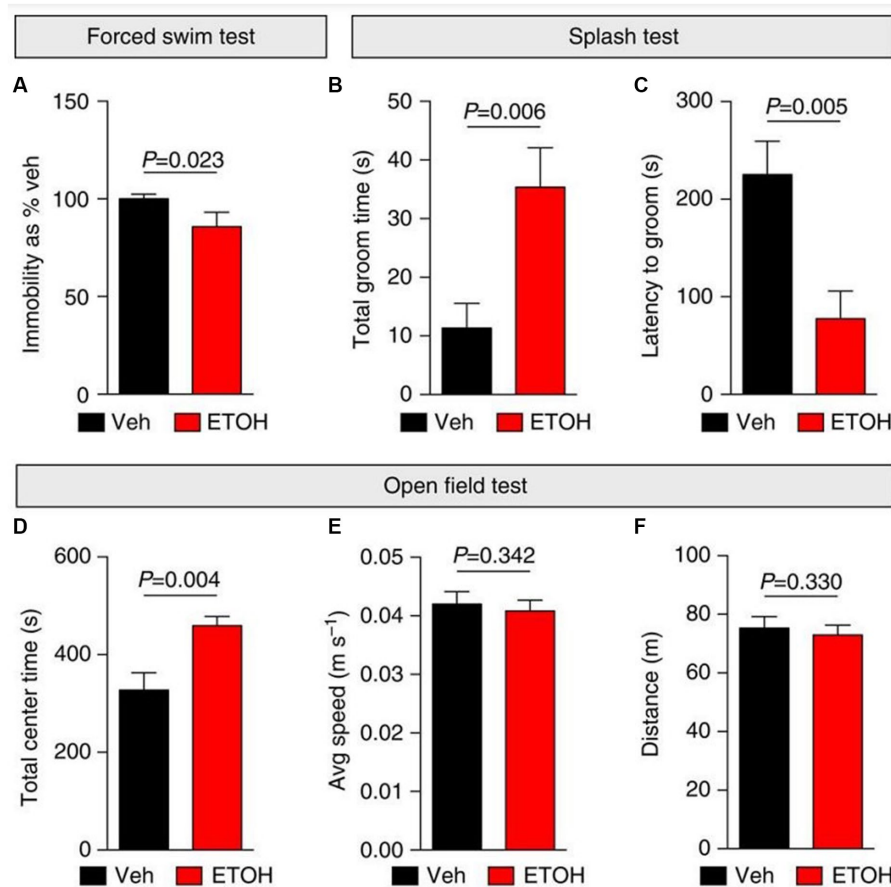 Forced swim test
Splash test
A
B
C
150
100
50
0
Immobility as % veh
P=0.023
Veh
ETOH
50
40
30
20
10
0
Total groom time (s)
P=0.006
Veh
ETOH
300
200
100
0
Latency to groom (s)
P=0.005
Veh
ETOH
Open field test
D
E
F
600
400
200
0
Total center time (s)
P=0.004
Veh
ETOH
0.05
0.04
0.03
0.02
0.01
0.00
Avg speed (m s⁻¹)
P=0.342
Veh
ETOH
100
80
60
40
20
0
Distance (m)
P=0.330
Veh
ETOH